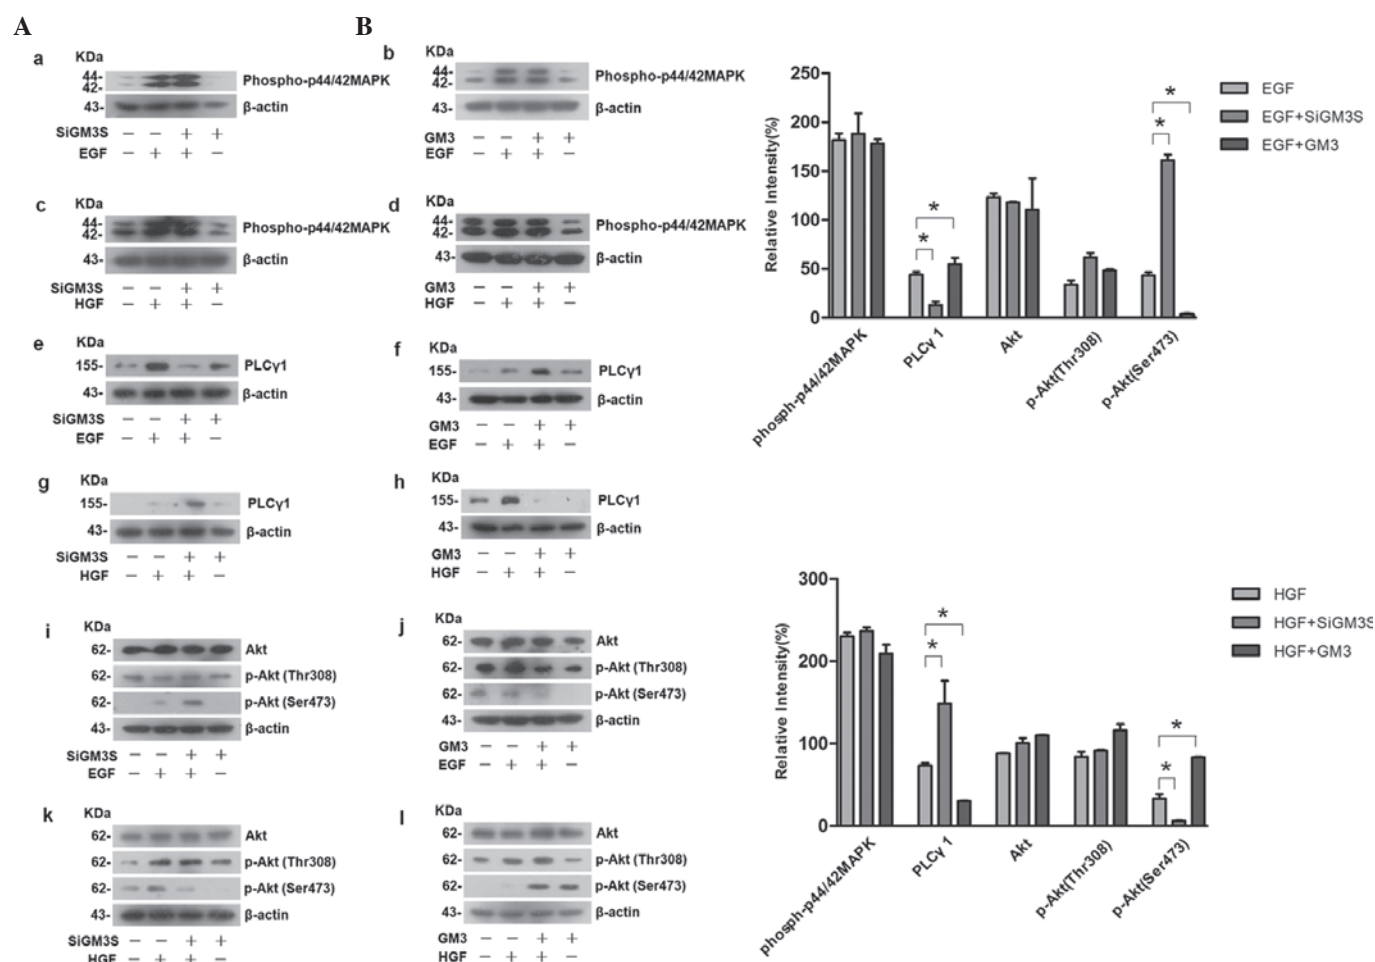 A
B
a
KDa
44-
42-
Phospho-p44/42MAPK
43-
β-actin
SiGM3S － － + +
EGF － + + －
b
KDa
44-
42-
Phospho-p44/42MAPK
43-
β-actin
GM3 － － + +
EGF － + + －
c
KDa
44-
42-
Phospho-p44/42MAPK
43-
β-actin
SiGM3S － － + +
HGF － + + －
d
KDa
44-
42-
Phospho-p44/42MAPK
43-
β-actin
GM3 － － + +
HGF － + + －
e
KDa
155-
PLCγ1
43-
β-actin
SiGM3S － － + +
EGF － + + －
f
KDa
155-
PLCγ1
43-
β-actin
GM3 － － + +
EGF － + + －
g
KDa
155-
PLCγ1
43-
β-actin
SiGM3S － － + +
HGF － + + －
h
KDa
155-
PLCγ1
43-
β-actin
GM3 － － + +
HGF － + + －
i
KDa
62-
Akt
62-
p-Akt (Thr308)
62-
p-Akt (Ser473)
43-
β-actin
SiGM3S － － + +
EGF － + + －
j
KDa
62-
Akt
62-
p-Akt (Thr308)
62-
p-Akt (Ser473)
43-
β-actin
GM3 － － + +
EGF － + + －
k
KDa
62-
Akt
62-
p-Akt (Thr308)
62-
p-Akt (Ser473)
43-
β-actin
SiGM3S － － + +
HGF － + + －
l
KDa
62-
Akt
62-
p-Akt (Thr308)
62-
p-Akt (Ser473)
43-
β-actin
GM3 － － + +
HGF － + + －
Relative Intensity(%)
250
200
150
100
50
0
* *
* *
phosph-p44/42MAPK
PLCγ 1
Akt
p-Akt(Thr308)
p-Akt(Ser473)
EGF
EGF+SiGM3S
EGF+GM3
Relative Intensity(%)
300
200
100
0
* *
* *
phosph-p44/42MAPK
PLCγ 1
Akt
p-Akt(Thr308)
p-Akt(Ser473)
HGF
HGF+SiGM3S
HGF+GM3